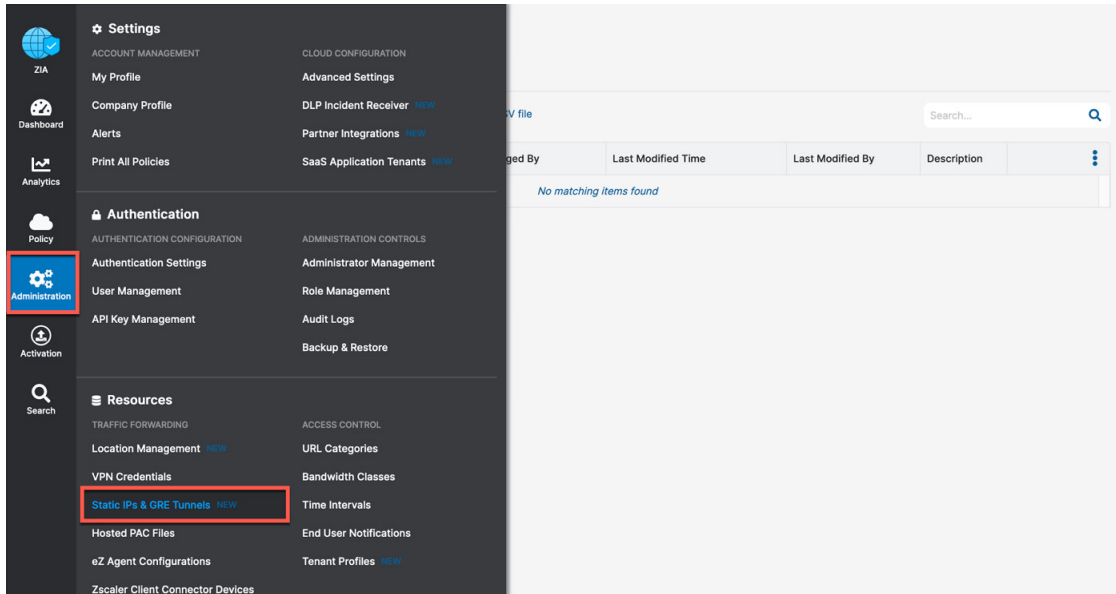 ZIA
Dashboard
Analytics
Policy
Administration
Activation
Search
Settings
ACCOUNT MANAGEMENT
My Profile
Company Profile
Alerts
Print All Policies
CLOUD CONFIGURATION
Advanced Settings
DLP Incident Receiver NEW
Partner Integrations NEW
SaaS Application Tenants NEW
Authentication
AUTHENTICATION CONFIGURATION
Authentication Settings
User Management
API Key Management
ADMINISTRATION CONTROLS
Administrator Management
Role Management
Audit Logs
Backup & Restore
Resources
TRAFFIC FORWARDING
Location Management NEW
VPN Credentials
Static IPs & GRE Tunnels NEW
Hosted PAC Files
eZ Agent Configurations
Zscaler Client Connector Devices
ACCESS CONTROL
URL Categories
Bandwidth Classes
Time Intervals
End User Notifications
Tenant Profiles NEW
SV file
Search...
ged By
Last Modified Time
Last Modified By
Description
No matching items found